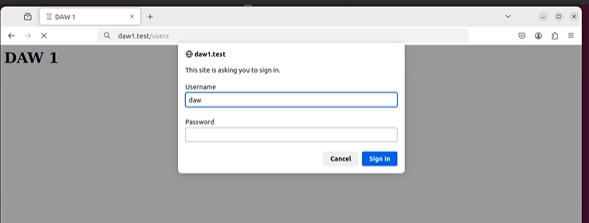 DAW 1
daw1.test/users
DAW 1
daw1.test
This site is asking you to sign in.
Username
daw
Password
Cancel
Sign in